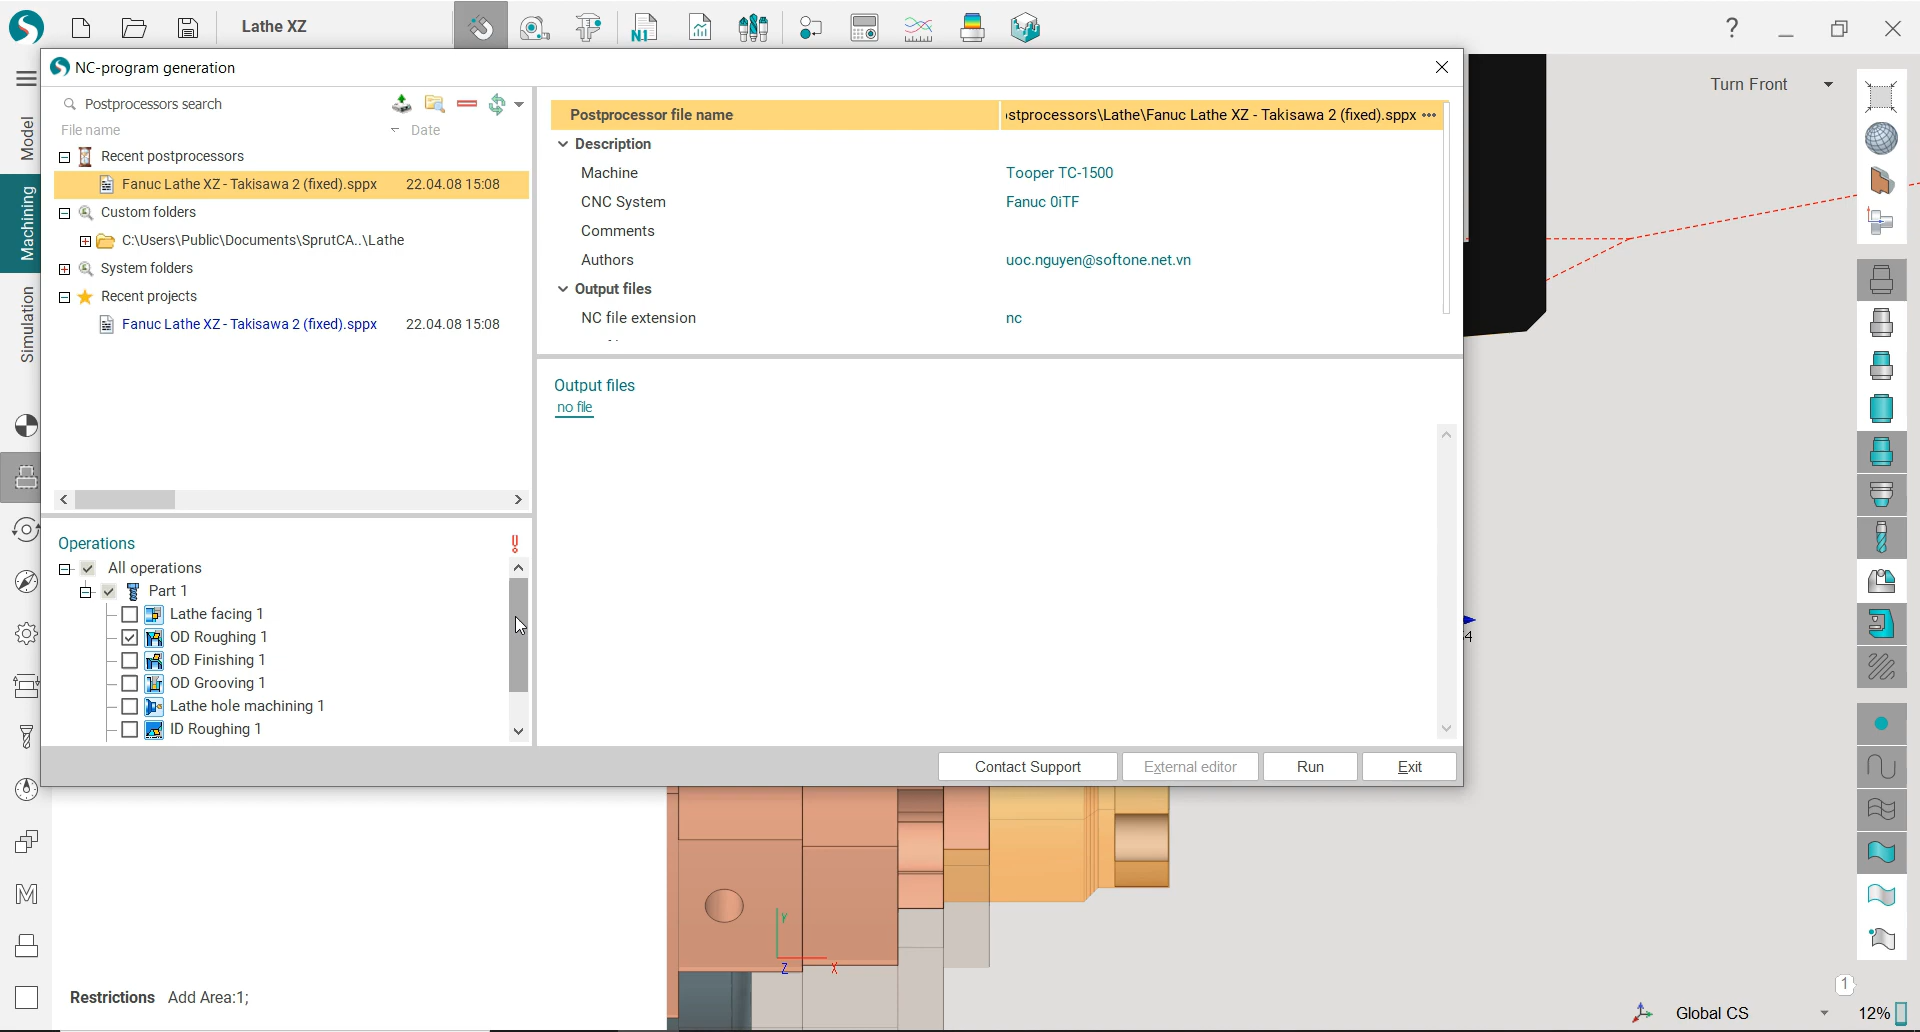 Lathe XZ
N1
?
NC-program generation
Turn Front
Postprocessors search
File name
Date
Recent postprocessors
Fanuc Lathe XZ - Takisawa 2 (fixed).sppx 22.04.08 15:08
Custom folders
C:\Users\Public\Documents\SprutCA..\Lathe
System folders
Recent projects
Fanuc Lathe XZ - Takisawa 2 (fixed).sppx 22.04.08 15:08
Model
Machining
Simulation
Postprocessor file name
stprocessors\Lathe\Fanuc Lathe XZ - Takisawa 2 (fixed).sppx
Description
Machine Tooper TC-1500
CNC System Fanuc 0iTF
Comments
Authors uoc.nguyen@softone.net.vn
Output files
NC file extension nc
Output files
no file
Operations
All operations
Part 1
Lathe facing 1
OD Roughing 1
OD Finishing 1
OD Grooving 1
Lathe hole machining 1
ID Roughing 1
4
Contact Support
External editor
Run
Exit
Y
Z
X
M
Restrictions Add Area:1;
1
Global CS
12%